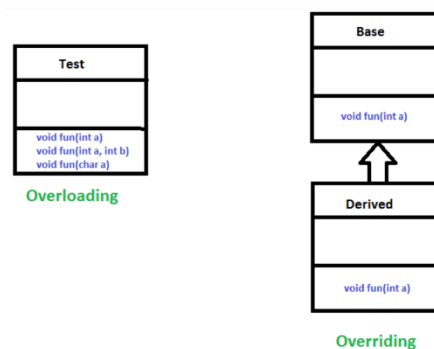 Test
void fun(int a)
void fun(int a, int b)
void fun(char a)
Overloading
Base
void fun(int a)
Derived
void fun(int a)
Overriding